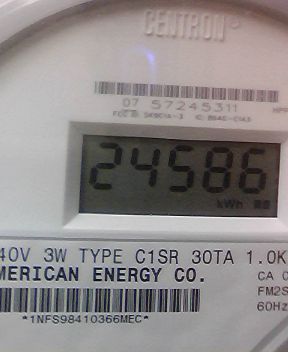 CENTRON®
07 57245311
24586
kWh
40V 3W TYPE C1SR 30TA 1.0K
MERICAN ENERGY CO.
CA
FM2S
60Hz
*1NFS98410366MEC*